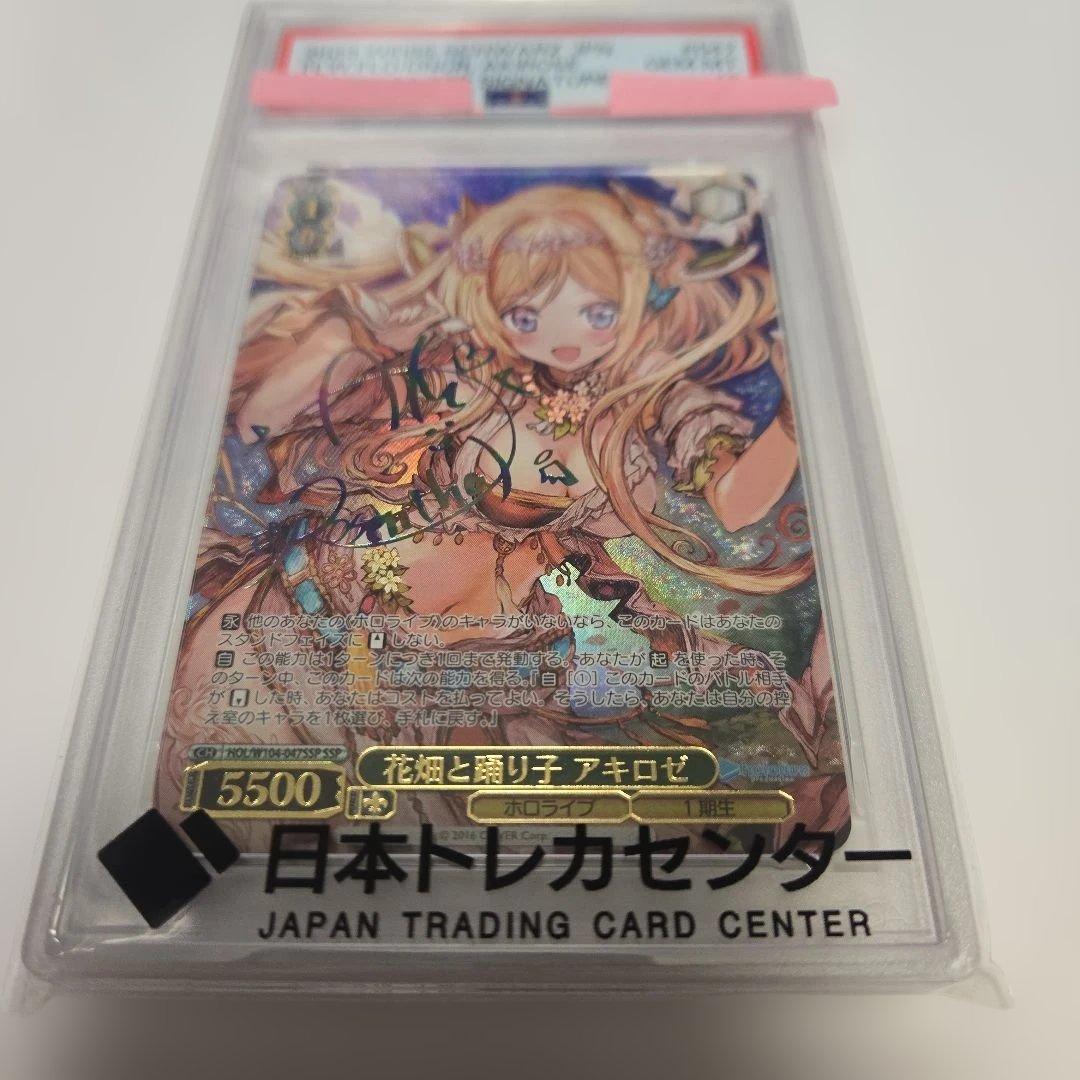 永 他のあなたの《ホロライブ》のキャラがいないなら、このカードはあなたの
スタンドフェイズに しない。
自 この能力は1ターンにつき1回まで発動する。あなたが 起 を使った時、そ
のターン中、このカードは次の能力を得る。「自 [①] このカードのバトル相手
が した時、あなたはコストを払ってよい。そうしたら、あなたは自分の控
え室のキャラを1枚選び、手札に戻す。」
CH HOL/W104-047SSP SSP
花畑と踊り子 アキロゼ
5500
ホロライブ 1期生
© 2016 COVER Corp.
日本トレカセンター
JAPAN TRADING CARD CENTER